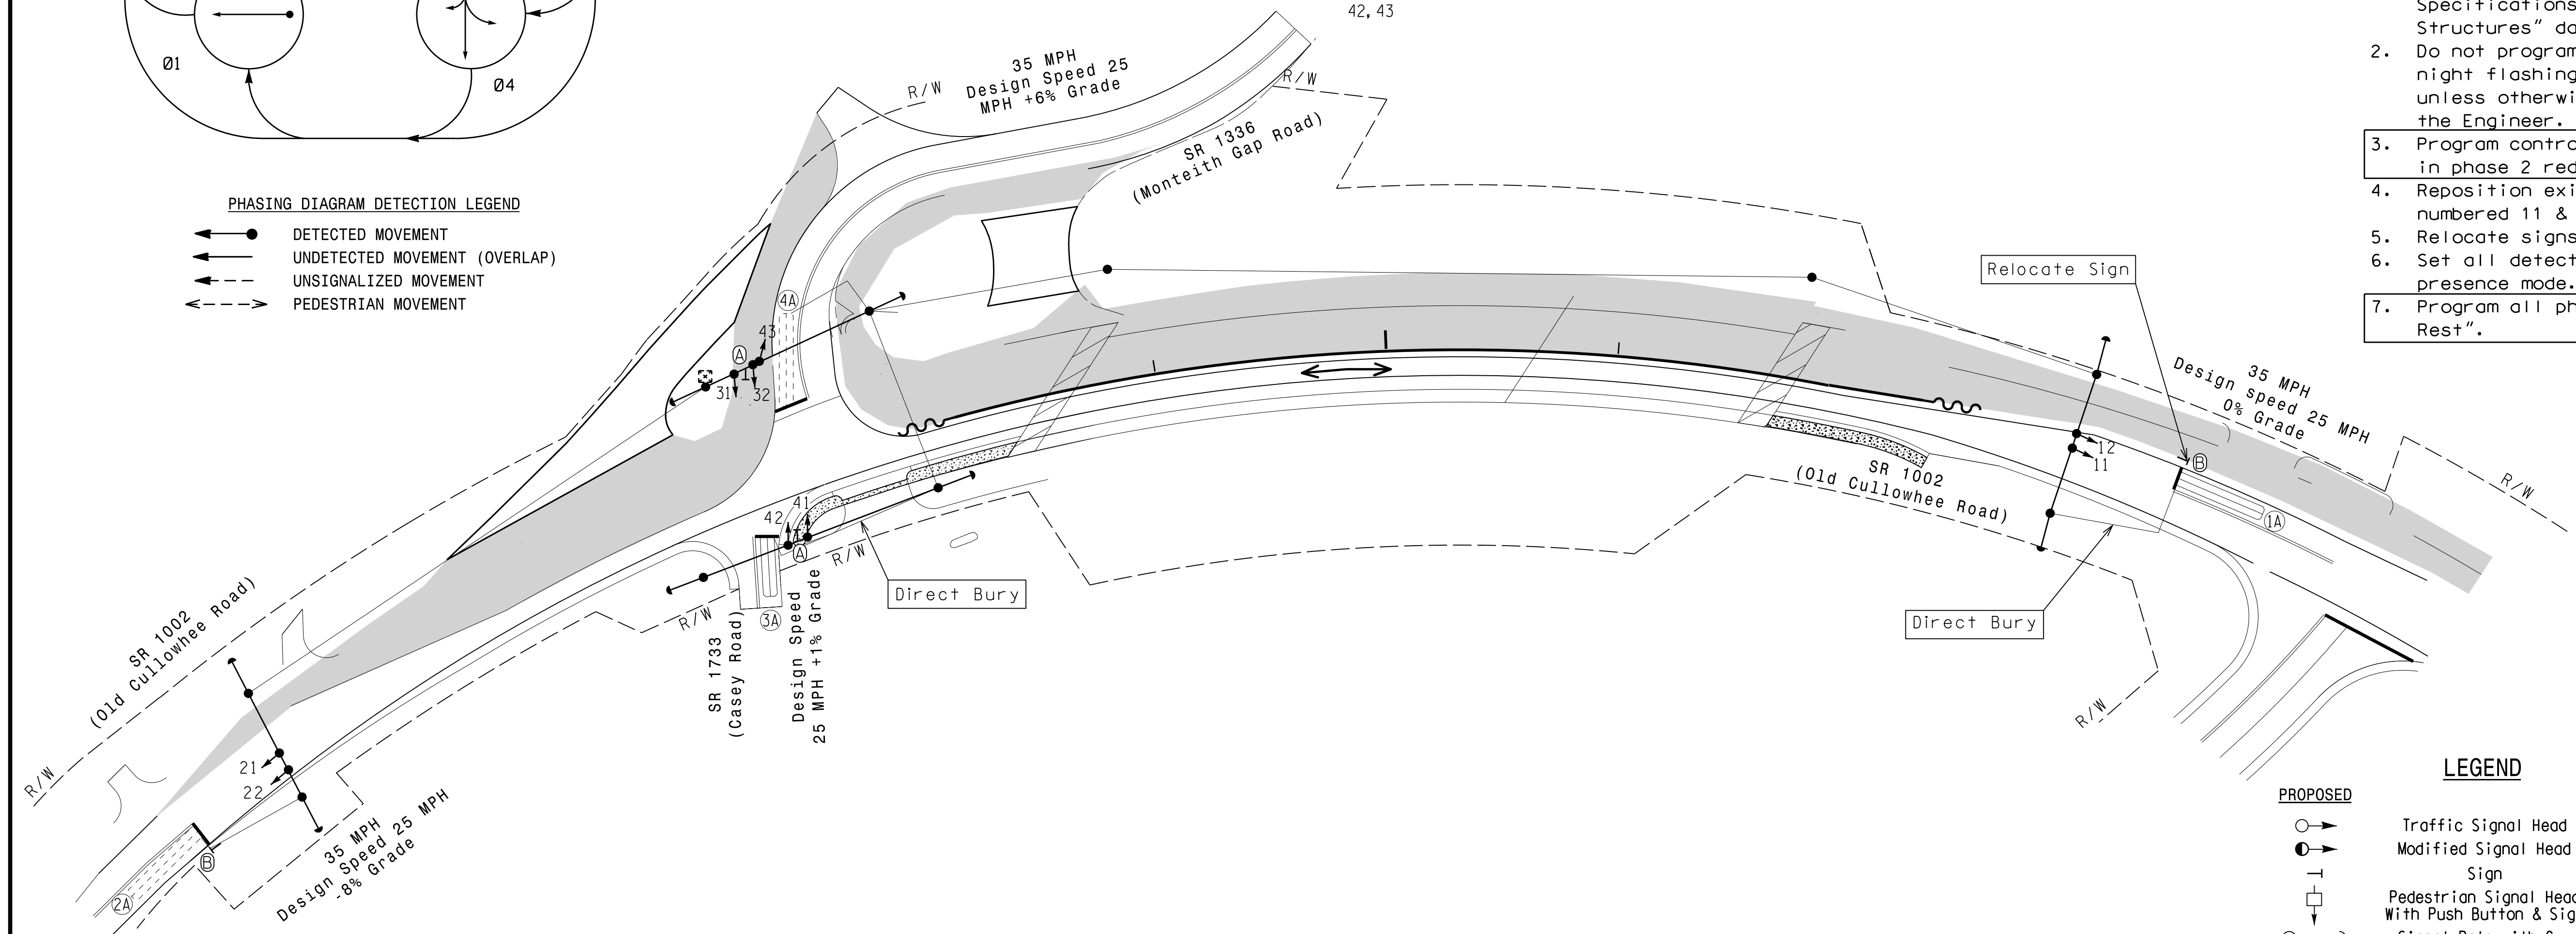 42,43
Ø1
Ø4
PHASING DIAGRAM DETECTION LEGEND
DETECTED MOVEMENT
UNDETECTED MOVEMENT (OVERLAP)
UNSIGNALIZED MOVEMENT
PEDESTRIAN MOVEMENT
R/W
35 MPH
Design Speed 25
MPH +6% Grade
R/W
SR 1336
(Monteith Gap Road)
4A
43
A
31
32
Relocate Sign
35 MPH
Design speed 25 MPH
0% Grade
12
11
B
R/W
1A
SR 1002
(Old Cullowhee Road)
Direct Bury
R/W
41
42
A
R/W
Direct Bury
3A
R/W
SR 1733
(Casey Road)
Design Speed
25 MPH +1% Grade
SR 1002
(Old Cullowhee Road)
R/W
21
22
B
2A
35 MPH
Design Speed 25 MPH
-8% Grade
Specifications
Structures" da
2. Do not program
night flashing
unless otherwi
the Engineer.
3. Program contro
in phase 2 red
4. Reposition exi
numbered 11 &
5. Relocate signs
6. Set all detect
presence mode.
7. Program all ph
Rest".
LEGEND
PROPOSED
Traffic Signal Head
Modified Signal Head
Sign
Pedestrian Signal Head
With Push Button & Sig